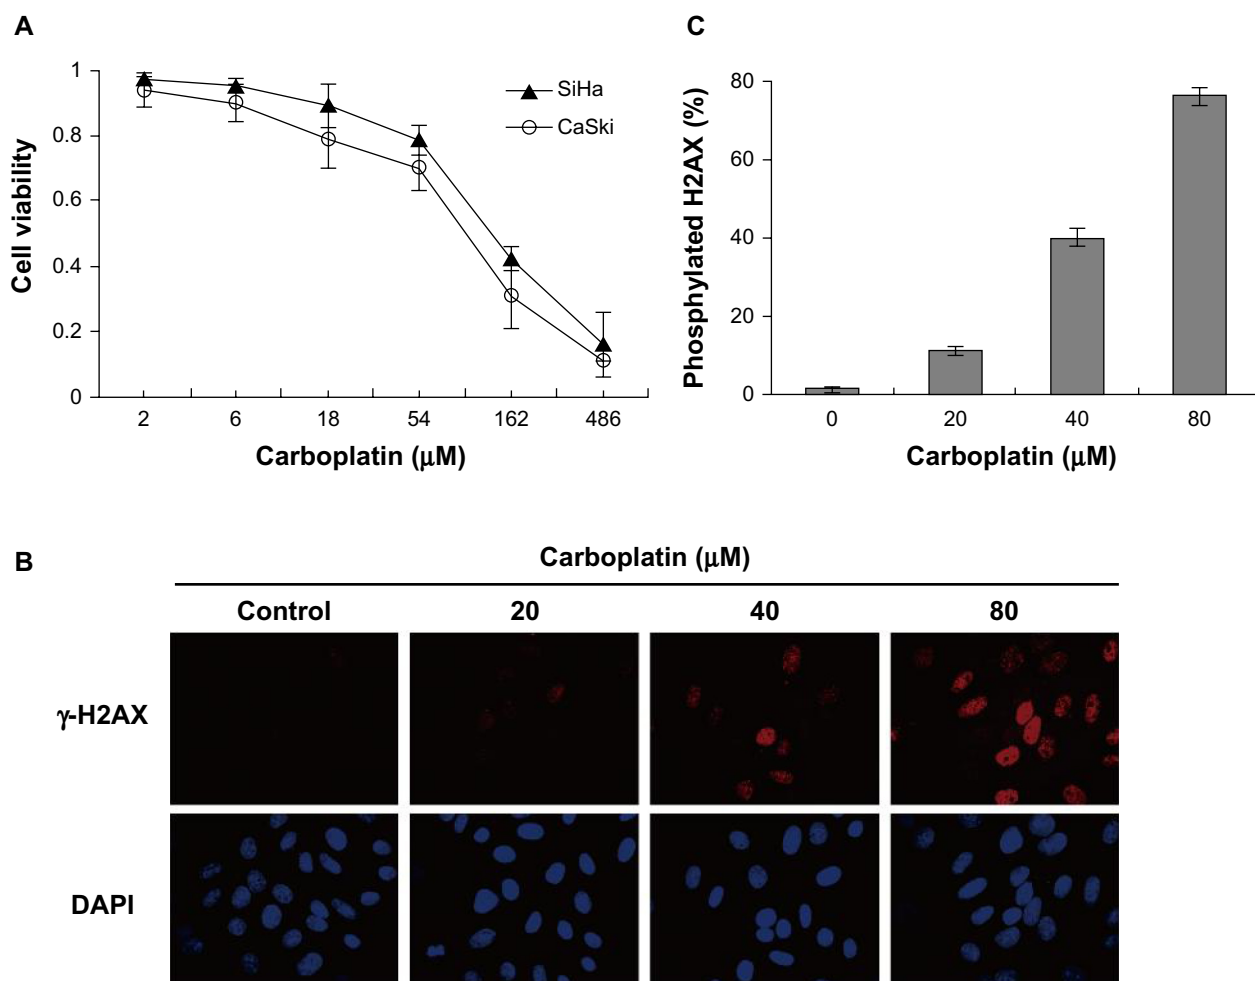 A
Cell viability
1
0.8
0.6
0.4
0.2
0
2 6 18 54 162 486
Carboplatin (μM)
SiHa
CaSki
C
Phosphylated H2AX (%)
80
60
40
20
0
0 20 40 80
Carboplatin (μM)
B
Carboplatin (μM)
Control 20 40 80
γ-H2AX
DAPI